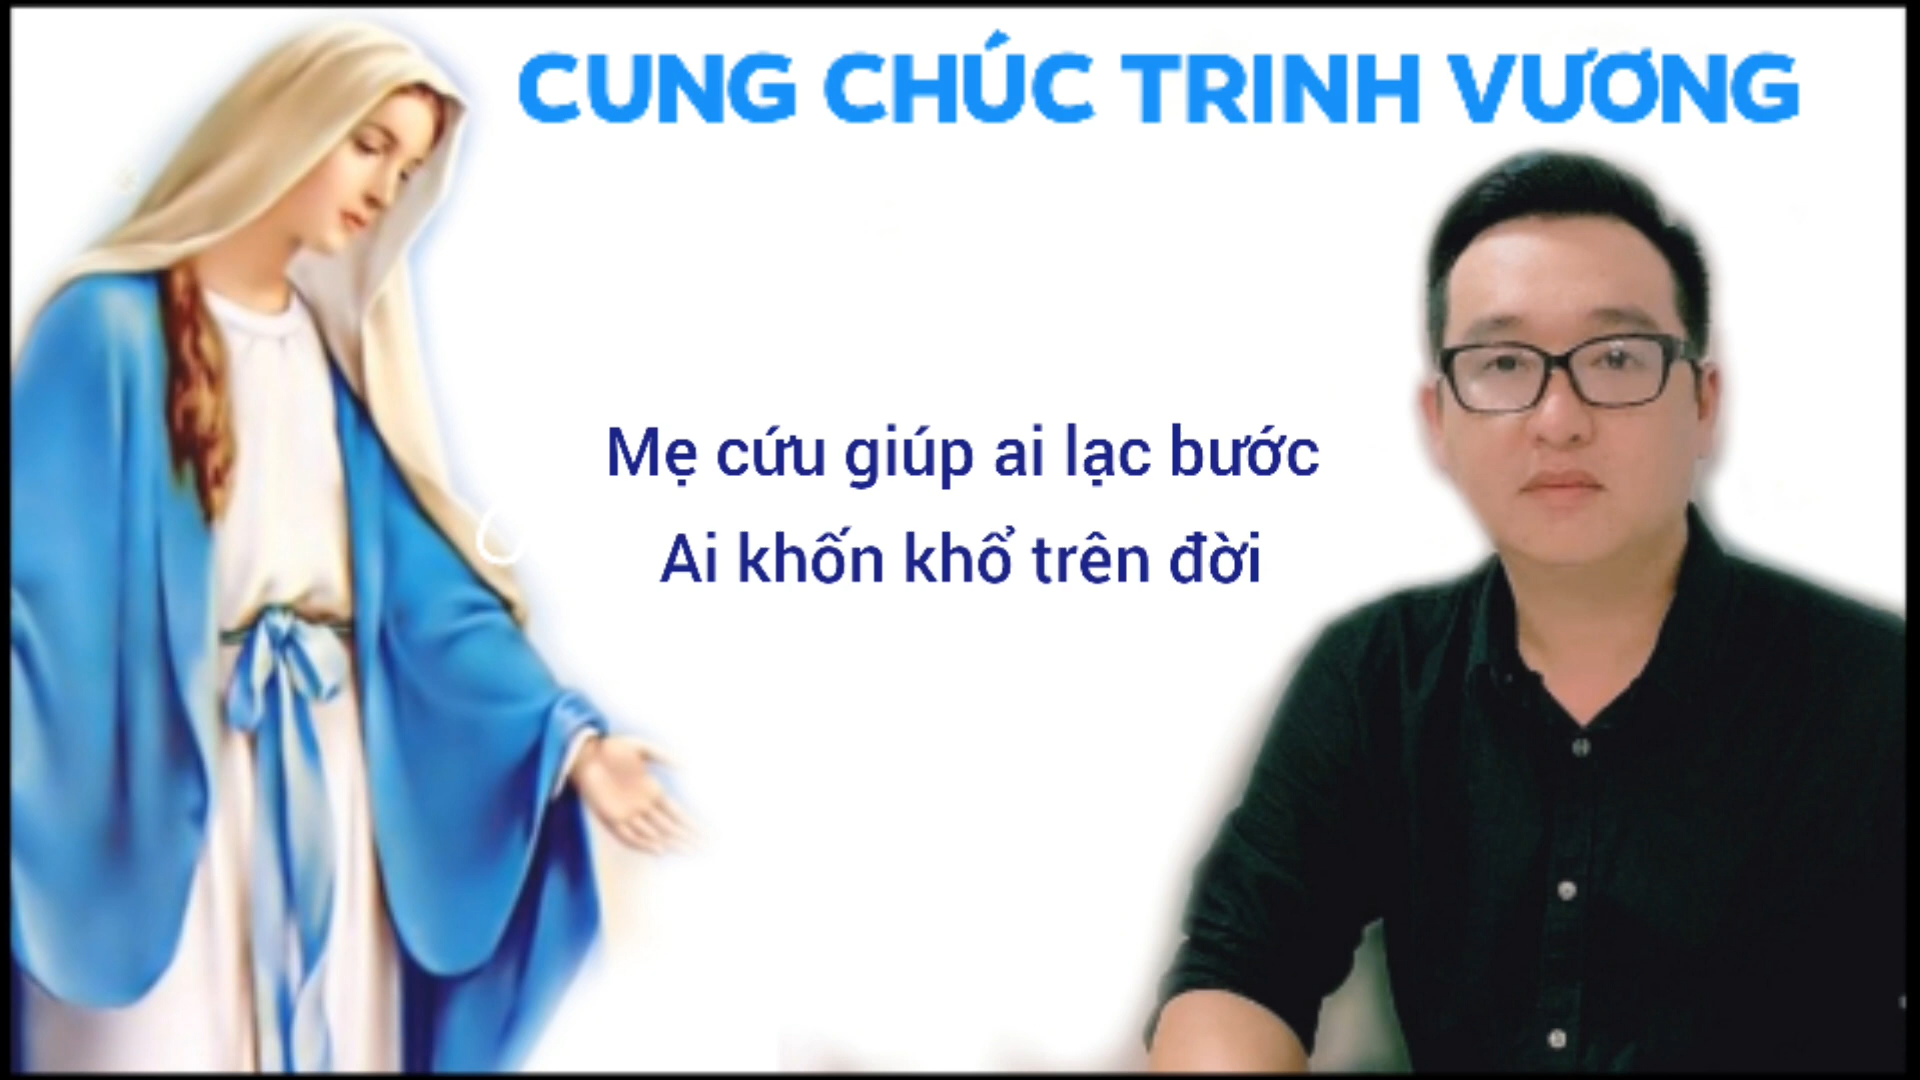 CUNG CHÚC TRINH VƯƠNG
Mẹ cứu giúp ai lạc bước
Ai khốn khổ trên đời